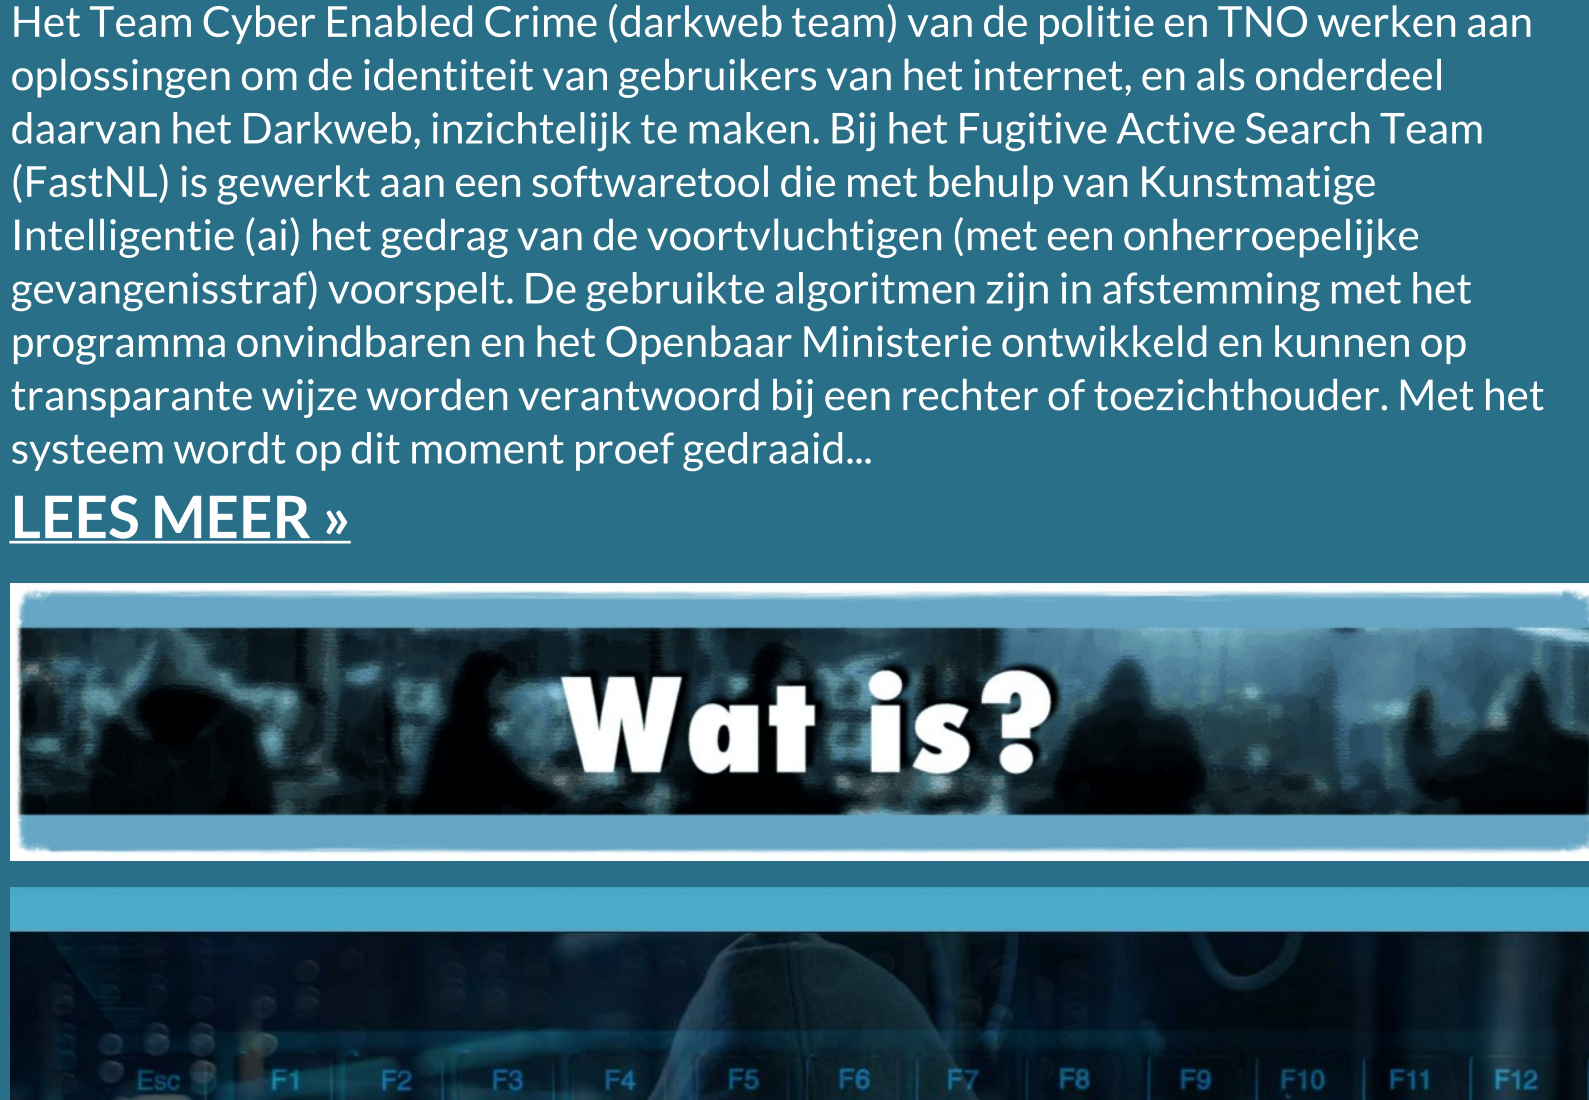 Het Team Cyber Enabled Crime (darkweb team) van de politie en TNO werken aan
oplossingen om de identiteit van gebruikers van het internet, en als onderdeel
daarvan het Darkweb, inzichtelijk te maken. Bij het Fugitive Active Search Team
(FastNL) is gewerkt aan een softwaretool die met behulp van Kunstmatige
Intelligentie (ai) het gedrag van de voortvluchtigen (met een onherroepelijke
gevangenisstraf) voorspelt. De gebruikte algoritmen zijn in afstemming met het
programma onvindbaren en het Openbaar Ministerie ontwikkeld en kunnen op
transparante wijze worden verantwoord bij een rechter of toezichthouder. Met het
systeem wordt op dit moment proef gedraaid...
LEES MEER »
Wat is?
Esc F1 F2 F3 F4 F5 F6 F7 F8 F9 F10 F11 F12